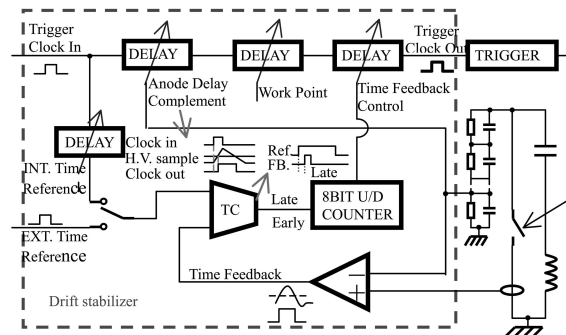 Trigger
Clock In
DELAY
DELAY
DELAY
Trigger
Clock Out
TRIGGER
Anode Delay
Complement
Work Point
Time Feedback
Control
DELAY
INT. Time
Reference
Clock in
H.V. sample
Clock out
Ref.
FB.
Late
TC
Late
Early
8BIT U/D
COUNTER
EXT. Time
Reference
Time Feedback
Drift stabilizer